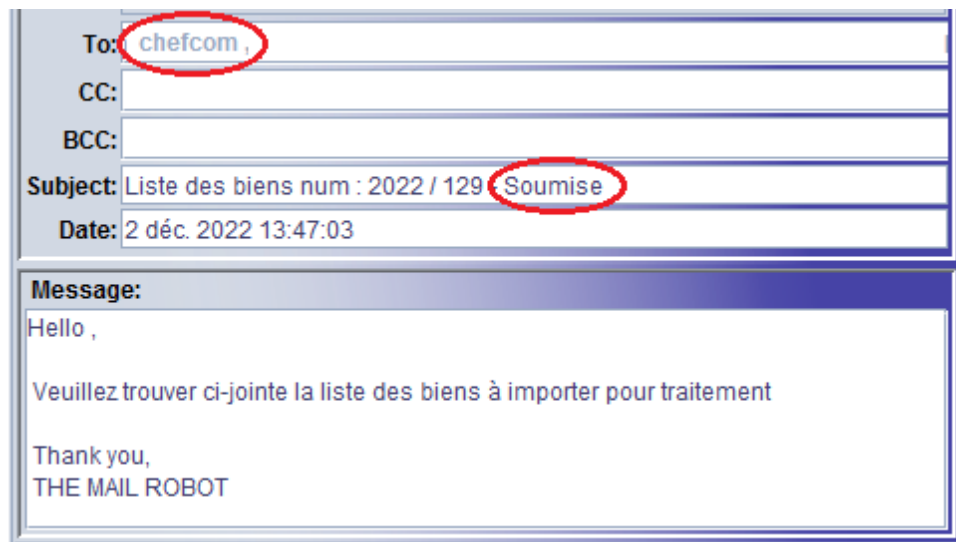 To: chefcom ,
CC:
BCC:
Subject: Liste des biens num : 2022 / 129 - Soumise
Date: 2 déc. 2022 13:47:03
Message:
Hello ,
Veuillez trouver ci-jointe la liste des biens à importer pour traitement
Thank you,
THE MAIL ROBOT